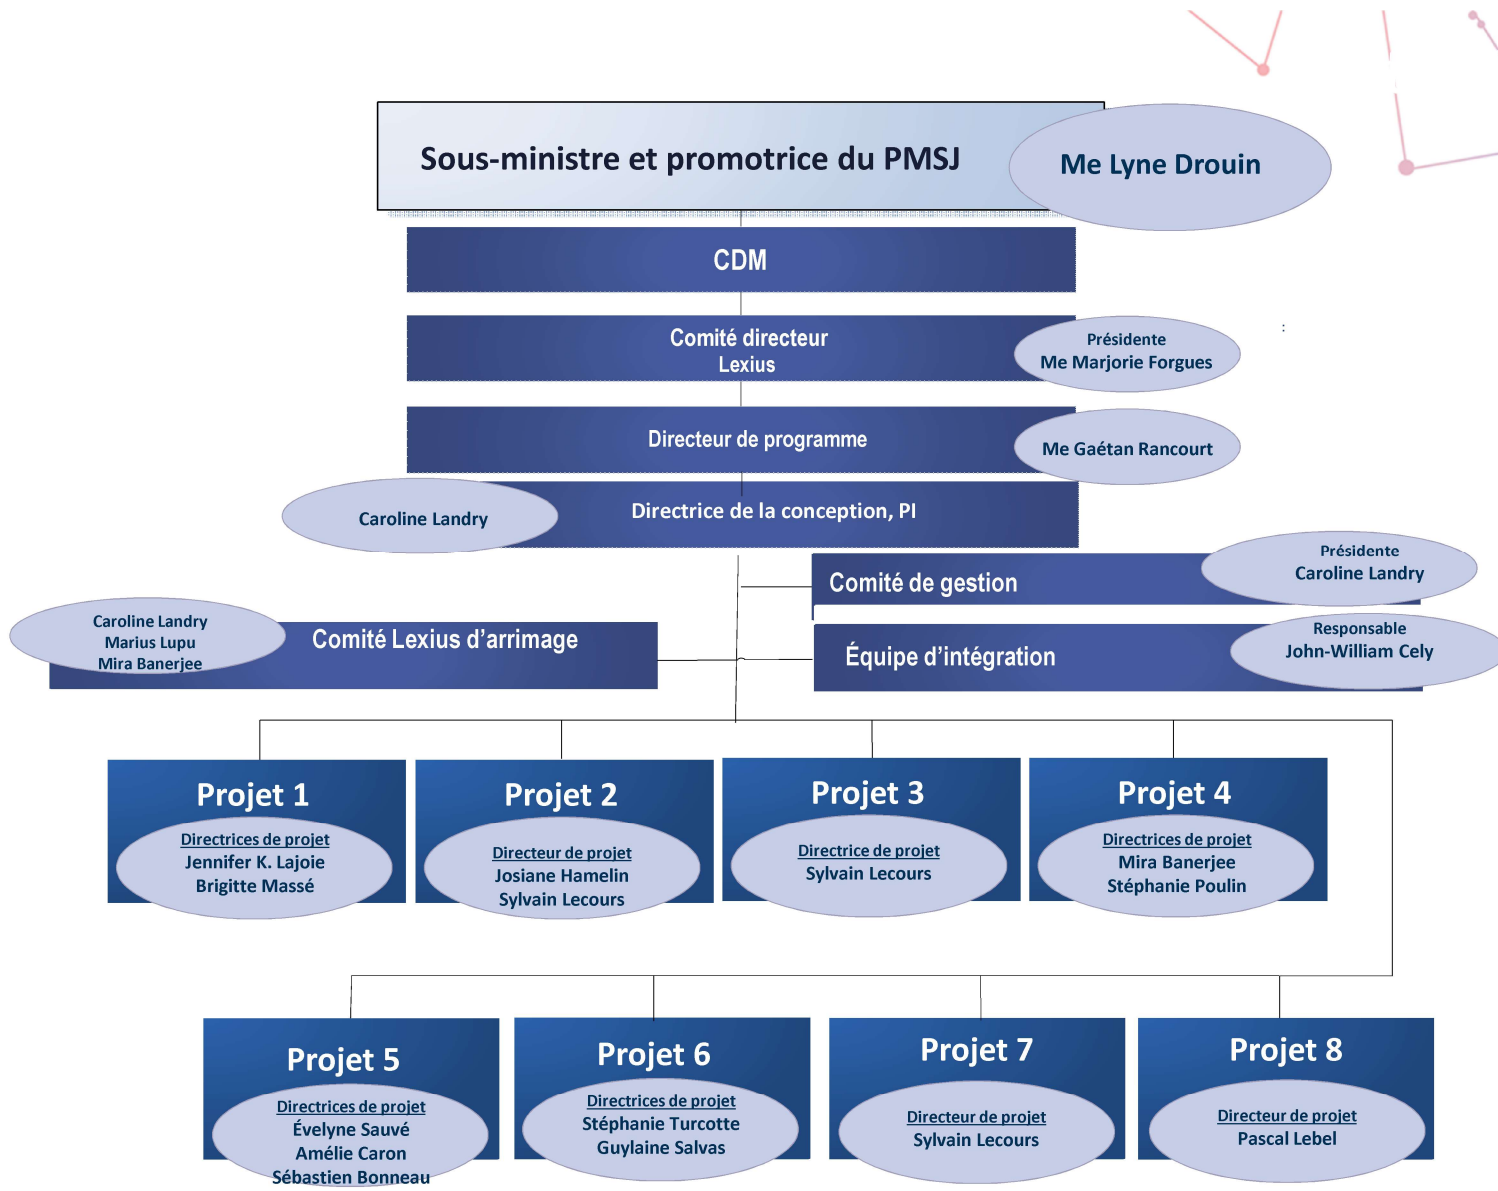 Sous-ministre et promotrice du PMSJ
Me Lyne Drouin
CDM
Comité directeur
Lexius
Présidente
Me Marjorie Forgues
:
Directeur de programme
Me Gaétan Rancourt
Caroline Landry
Directrice de la conception, PI
Comité de gestion
Présidente
Caroline Landry
Caroline Landry
Marius Lupu
Mira Banerjee
Comité Lexius d’arrimage
Équipe d’intégration
Responsable
John-William Cely
Projet 1
Directrices de projet
Jennifer K. Lajoie
Brigitte Massé
Projet 2
Directeur de projet
Josiane Hamelin
Sylvain Lecours
Projet 3
Directrice de projet
Sylvain Lecours
Projet 4
Directrices de projet
Mira Banerjee
Stéphanie Poulin
Projet 5
Directrices de projet
Évelyne Sauvé
Amélie Caron
Sébastien Bonneau
Projet 6
Directrices de projet
Stéphanie Turcotte
Guylaine Salvas
Projet 7
Directeur de projet
Sylvain Lecours
Projet 8
Directeur de projet
Pascal Lebel